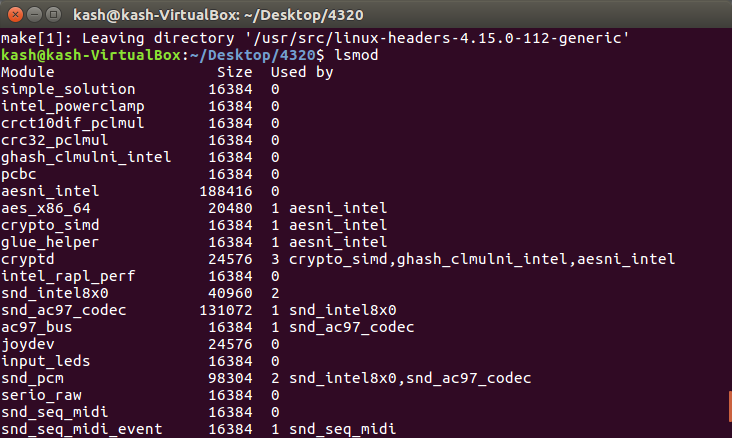 kash@kash-VirtualBox: ~/Desktop/4320
make[1]: Leaving directory '/usr/src/linux-headers-4.15.0-112-generic'
kash@kash-VirtualBox:~/Desktop/4320$ lsmod
Module                  Size  Used by
simple_solution        16384  0
intel_powerclamp       16384  0
crct10dif_pclmul       16384  0
crc32_pclmul           16384  0
ghash_clmulni_intel    16384  0
pcbc                   16384  0
aesni_intel           188416  0
aes_x86_64             20480  1 aesni_intel
crypto_simd            16384  1 aesni_intel
glue_helper            16384  1 aesni_intel
cryptd                 24576  3 crypto_simd,ghash_clmulni_intel,aesni_intel
intel_rapl_perf        16384  0
snd_intel8x0           40960  2
snd_ac97_codec        131072  1 snd_intel8x0
ac97_bus               16384  1 snd_ac97_codec
joydev                 24576  0
input_leds             16384  0
snd_pcm                98304  2 snd_intel8x0,snd_ac97_codec
serio_raw              16384  0
snd_seq_midi           16384  0
snd_seq_midi_event     16384  1 snd_seq_midi